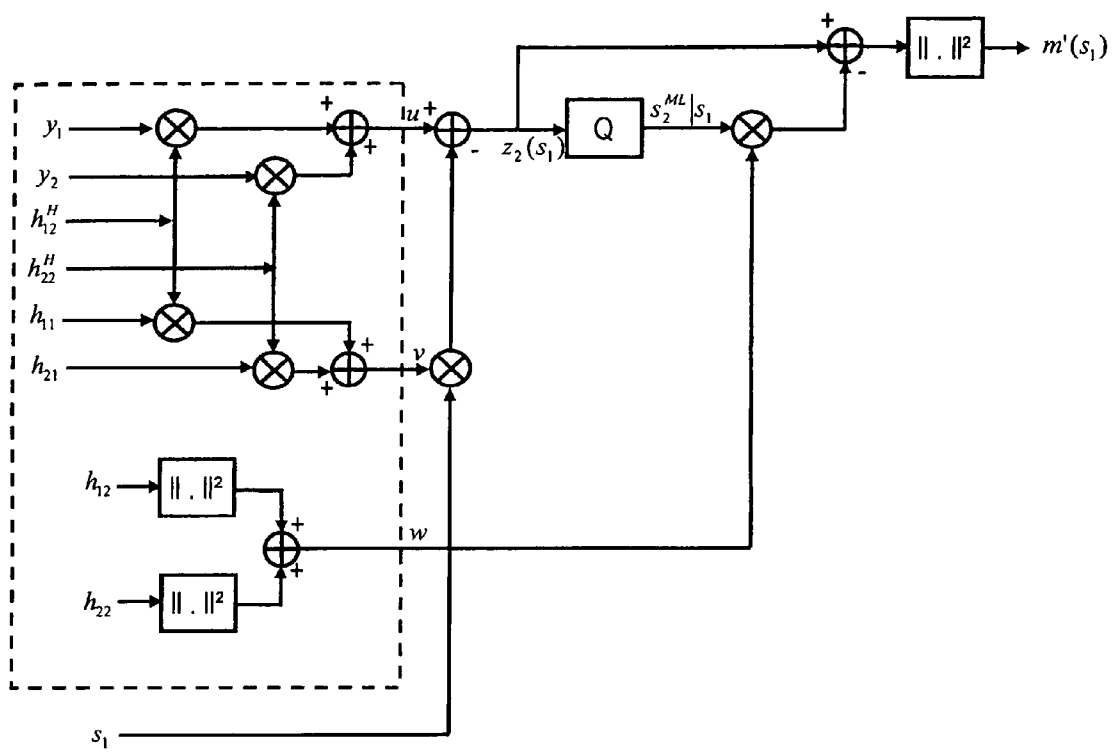 + - ‖ . ‖² m'(s₁)
y₁ + + u + - z₂(s₁) Q s₂^{ML}|s₁
y₂
h₁₂^H
h₂₂^H
h₁₁
h₂₁ + + v
h₁₂ ‖ . ‖²
+ + w
h₂₂ ‖ . ‖²
s₁